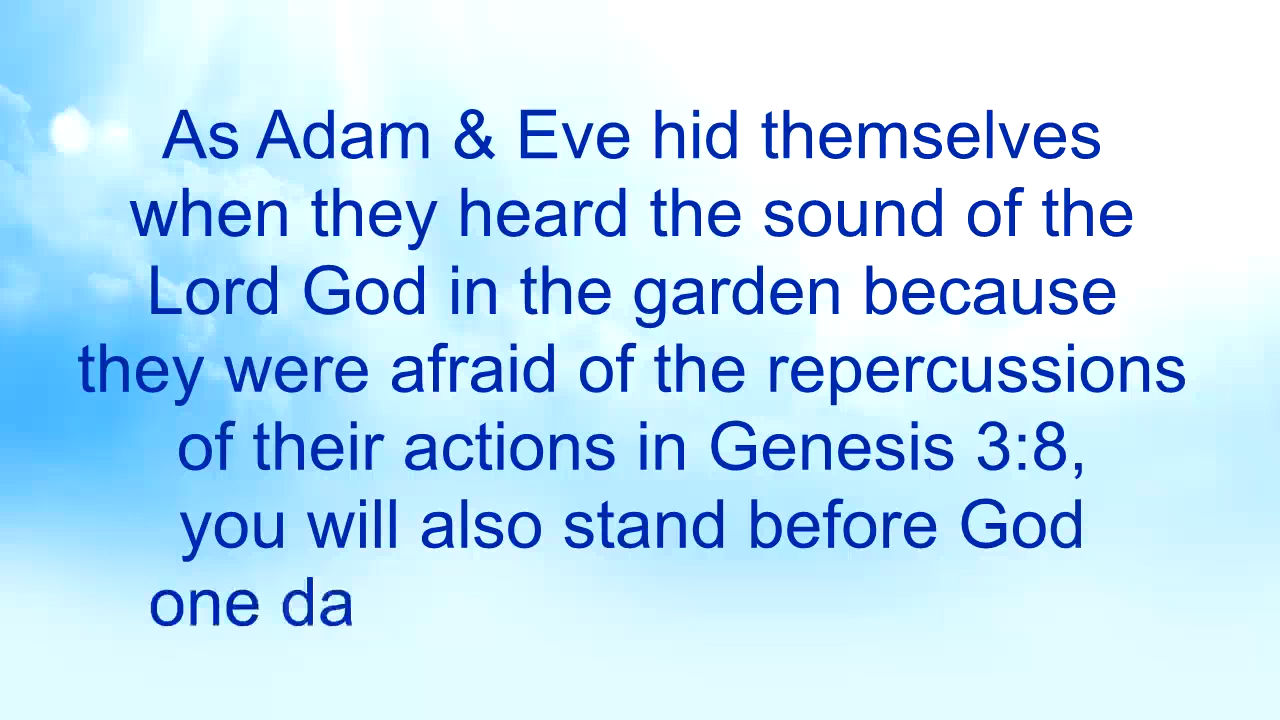 As Adam & Eve hid themselves
when they heard the sound of the
Lord God in the garden because
they were afraid of the repercussions
of their actions in Genesis 3:8,
you will also stand before God
one da